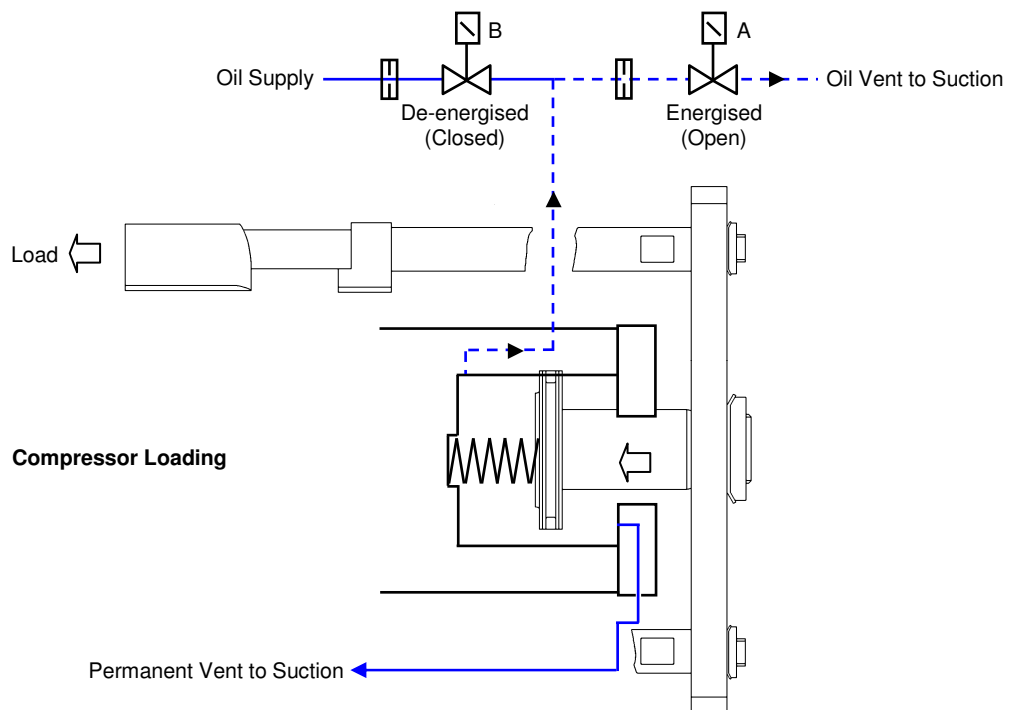 B
A
Oil Supply
Oil Vent to Suction
De-energised
(Closed)
Energised
(Open)
Load
Compressor Loading
Permanent Vent to Suction